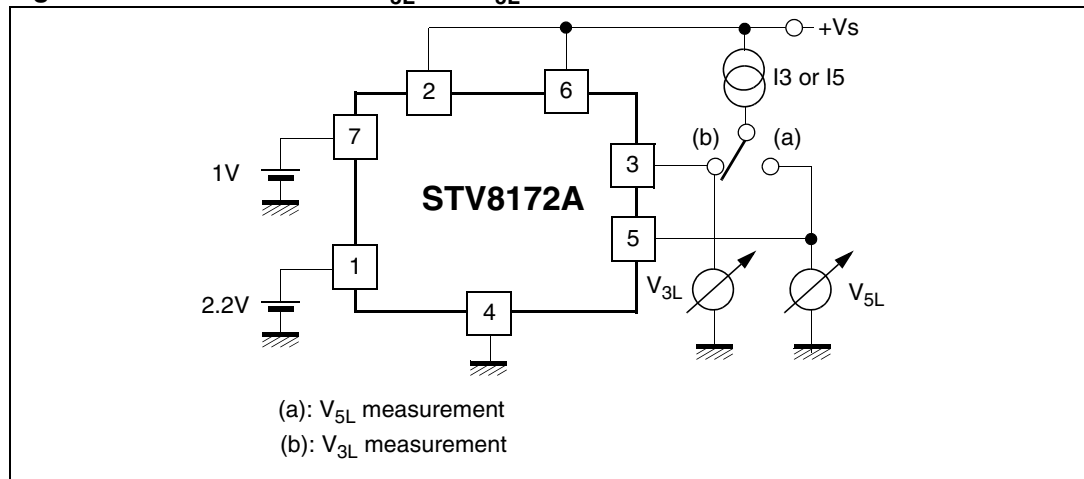 +Vs
I3 or I5
2
6
7
(b)
(a)
3
1V
STV8172A
5
1
V3L
V5L
2.2V
4
(a): V5L measurement
(b): V3L measurement